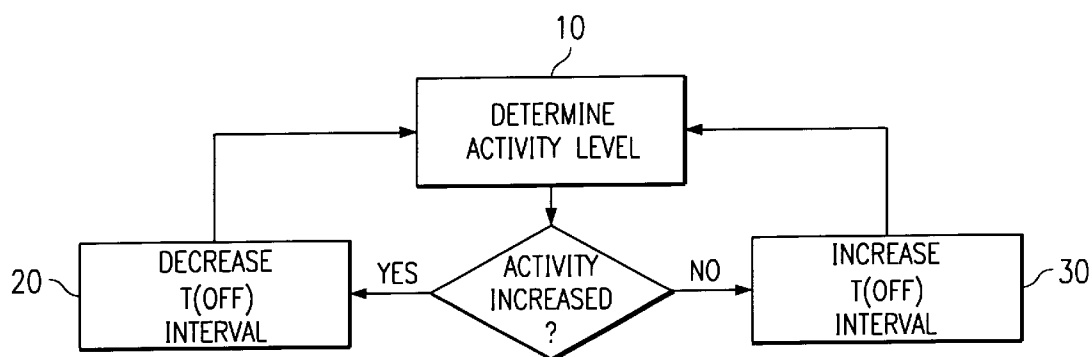 10
DETERMINE
ACTIVITY LEVEL
20
DECREASE
T(OFF)
INTERVAL
YES
ACTIVITY
INCREASED
?
NO
INCREASE
T(OFF)
INTERVAL
30